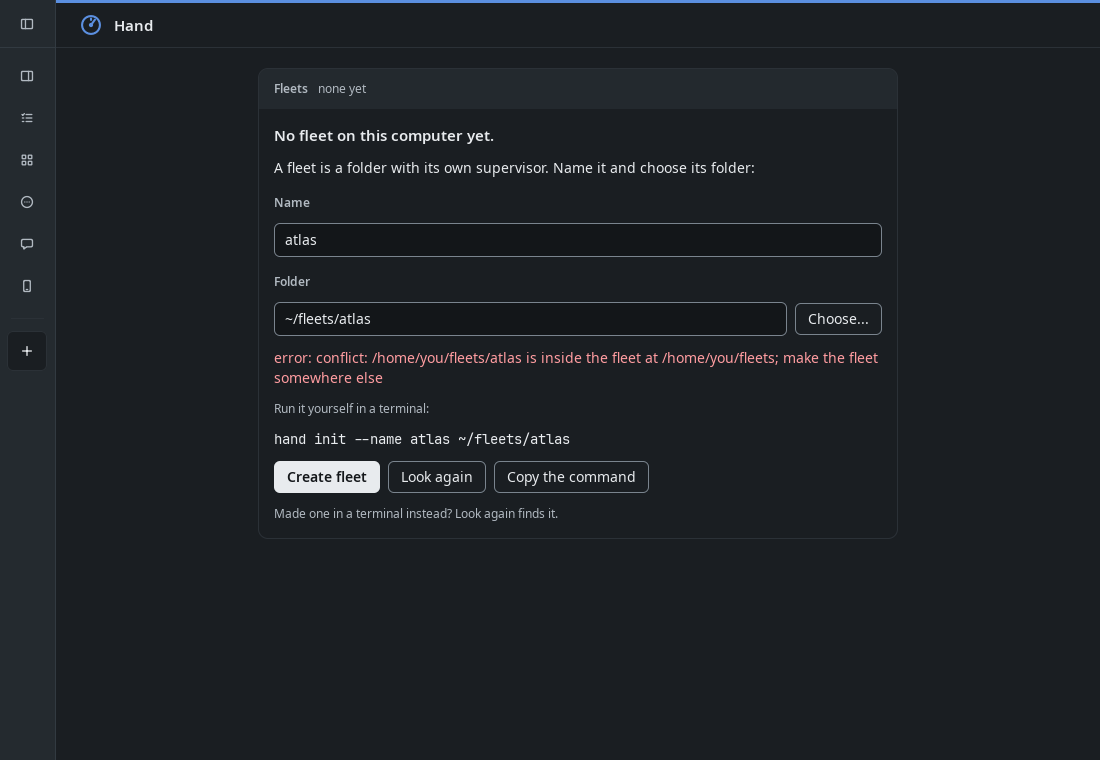 Hand
Fleets none yet
No fleet on this computer yet.
A fleet is a folder with its own supervisor. Name it and choose its folder:
Name
atlas
Folder
~/fleets/atlas
Choose...
error: conflict: /home/you/fleets/atlas is inside the fleet at /home/you/fleets; make the fleet
somewhere else
Run it yourself in a terminal:
hand init --name atlas ~/fleets/atlas
Create fleet Look again Copy the command
Made one in a terminal instead? Look again finds it.